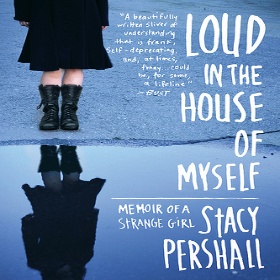 "A beautifully
written sliver of
understanding
that is frank,
self-deprecating,
and, at times,
funny... could
be, for some,
a lifeline."
—BUST
LOUD
IN THE
HOUSE
OF
MYSELF
MEMOIR OF A
STRANGE GIRL
STACY
PERSHALL